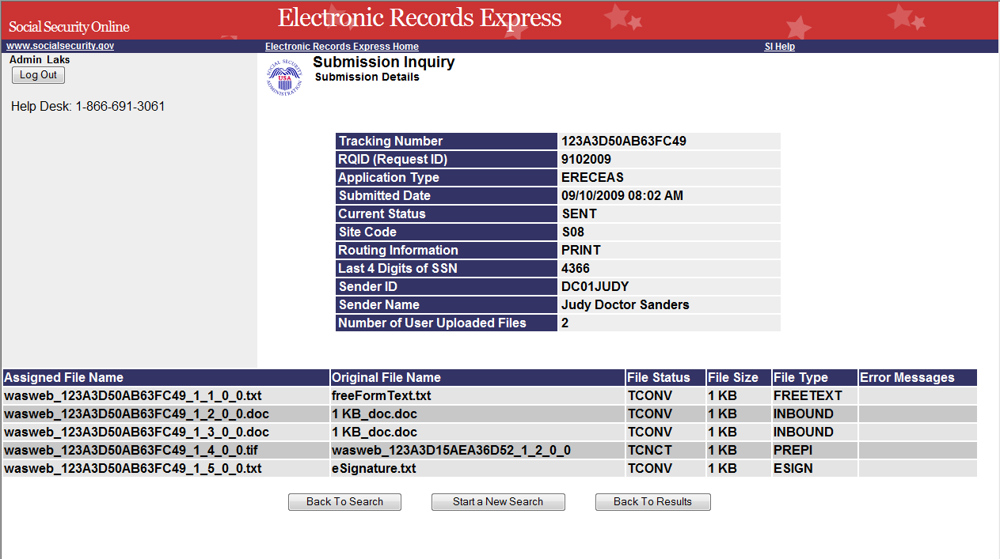 Social Security Online
Electronic Records Express
www.socialsecurity.gov
Electronic Records Express Home
SI Help
Admin Laks
Log Out
Help Desk: 1-866-691-3061
SOCIAL SECURITY ADMINISTRATION
USA
Submission Inquiry
Submission Details
Tracking Number 123A3D50AB63FC49
RQID (Request ID) 9102009
Application Type ERECEAS
Submitted Date 09/10/2009 08:02 AM
Current Status SENT
Site Code S08
Routing Information PRINT
Last 4 Digits of SSN 4366
Sender ID DC01JUDY
Sender Name Judy Doctor Sanders
Number of User Uploaded Files 2
Assigned File Name Original File Name File Status File Size File Type Error Messages
wasweb_123A3D50AB63FC49_1_1_0_0.txt freeFormText.txt TCONV 1 KB FREETEXT
wasweb_123A3D50AB63FC49_1_2_0_0.doc 1 KB_doc.doc TCONV 1 KB INBOUND
wasweb_123A3D50AB63FC49_1_3_0_0.doc 1 KB_doc.doc TCONV 1 KB INBOUND
wasweb_123A3D50AB63FC49_1_4_0_0.tif wasweb_123A3D15AEA36D52_1_2_0_0 TCNCT 1 KB PREPI
wasweb_123A3D50AB63FC49_1_5_0_0.txt eSignature.txt TCONV 1 KB ESIGN
Back To Search Start a New Search Back To Results